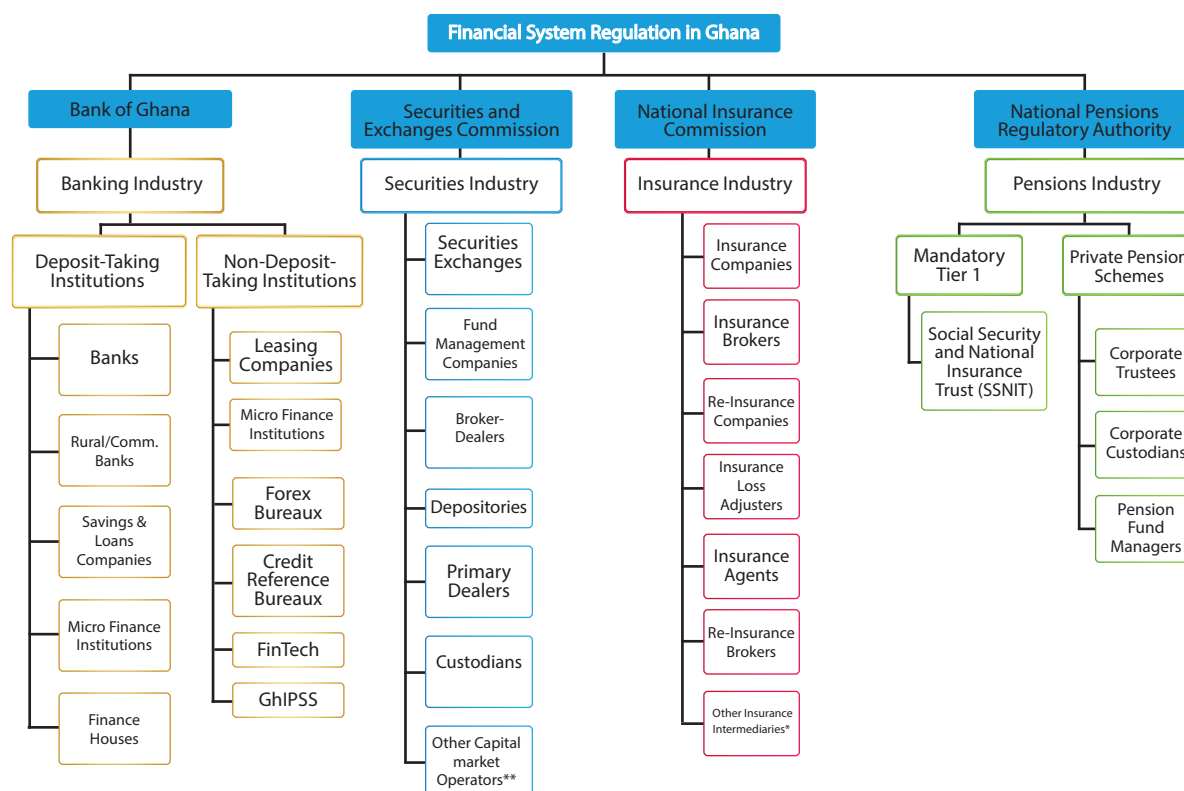 Financial System Regulation in Ghana
Bank of Ghana
Securities and
Exchanges Commission
National Insurance
Commission
National Pensions
Regulatory Authority
Banking Industry
Securities Industry
Insurance Industry
Pensions Industry
Deposit-Taking
Institutions
Non-Deposit-
Taking Institutions
Banks
Rural/Comm.
Banks
Savings &
Loans
Companies
Micro Finance
Institutions
Finance
Houses
Leasing
Companies
Micro Finance
Institutions
Forex
Bureaux
Credit
Reference
Bureaux
FinTech
GhIPSS
Securities
Exchanges
Fund
Management
Companies
Broker-
Dealers
Depositories
Primary
Dealers
Custodians
Other Capital
market
Operators**
Insurance
Companies
Insurance
Brokers
Re-Insurance
Companies
Insurance
Loss
Adjusters
Insurance
Agents
Re-Insurance
Brokers
Other Insurance
Intermediaries*
Mandatory
Tier 1
Social Security
and National
Insurance
Trust (SSNIT)
Private Pension
Schemes
Corporate
Trustees
Corporate
Custodians
Pension
Fund
Managers